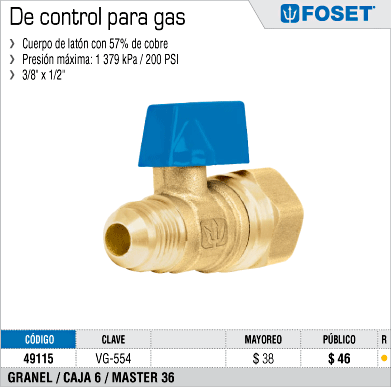 De control para gas
FOSET®
› Cuerpo de latón con 57% de cobre
› Presión máxima: 1 379 kPa / 200 PSI
› 3/8" x 1/2"
CÓDIGO CLAVE MAYOREO PÚBLICO R
49115 VG-554 $ 38 $ 46
GRANEL / CAJA 6 / MASTER 36